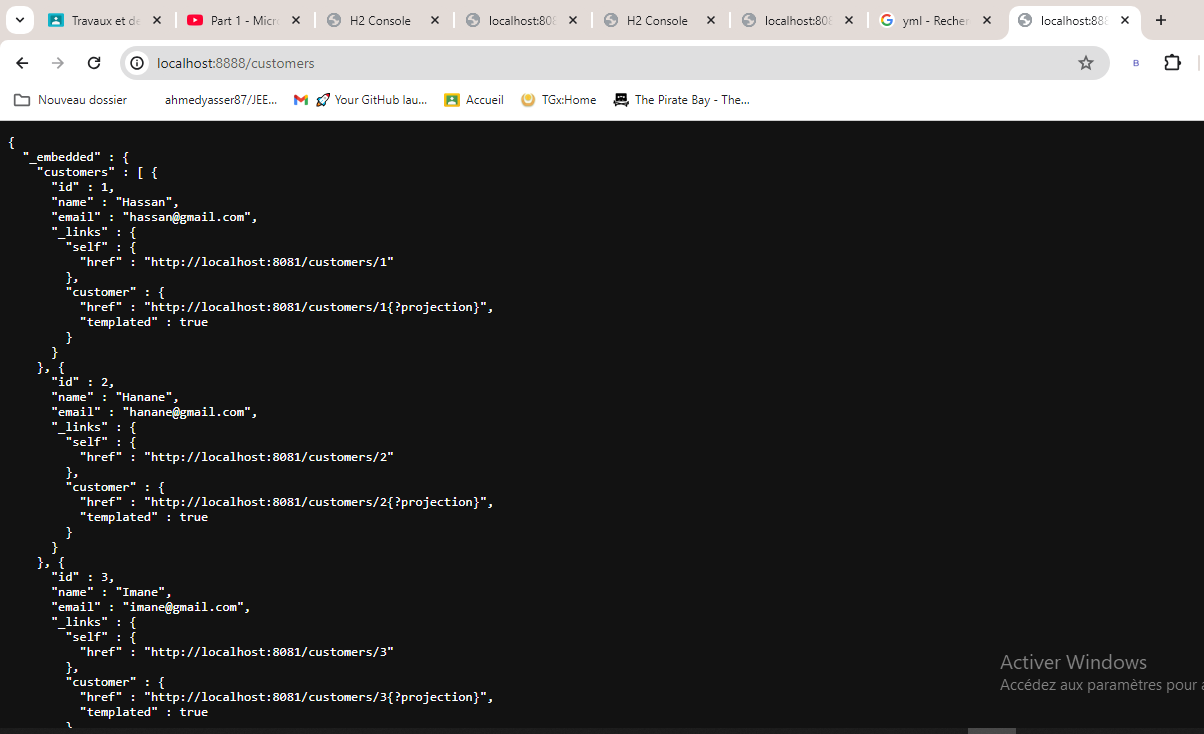 Travaux et de
Part 1 - Micro
H2 Console
localhost:808
H2 Console
localhost:808
yml - Recher
localhost:888
localhost:8888/customers
B
Nouveau dossier
ahmedyasser87/JEE...
Your GitHub lau...
Accueil
TGx:Home
The Pirate Bay - The...
{
"_embedded" : {
"customers" : [ {
"id" : 1,
"name" : "Hassan",
"email" : "hassan@gmail.com",
"_links" : {
"self" : {
"href" : "http://localhost:8081/customers/1"
},
"customer" : {
"href" : "http://localhost:8081/customers/1{?projection}",
"templated" : true
}
}
}, {
"id" : 2,
"name" : "Hanane",
"email" : "hanane@gmail.com",
"_links" : {
"self" : {
"href" : "http://localhost:8081/customers/2"
},
"customer" : {
"href" : "http://localhost:8081/customers/2{?projection}",
"templated" : true
}
}
}, {
"id" : 3,
"name" : "Imane",
"email" : "imane@gmail.com",
"_links" : {
"self" : {
"href" : "http://localhost:8081/customers/3"
},
"customer" : {
"href" : "http://localhost:8081/customers/3{?projection}",
"templated" : true
}
Activer Windows
Accédez aux paramètres pour a